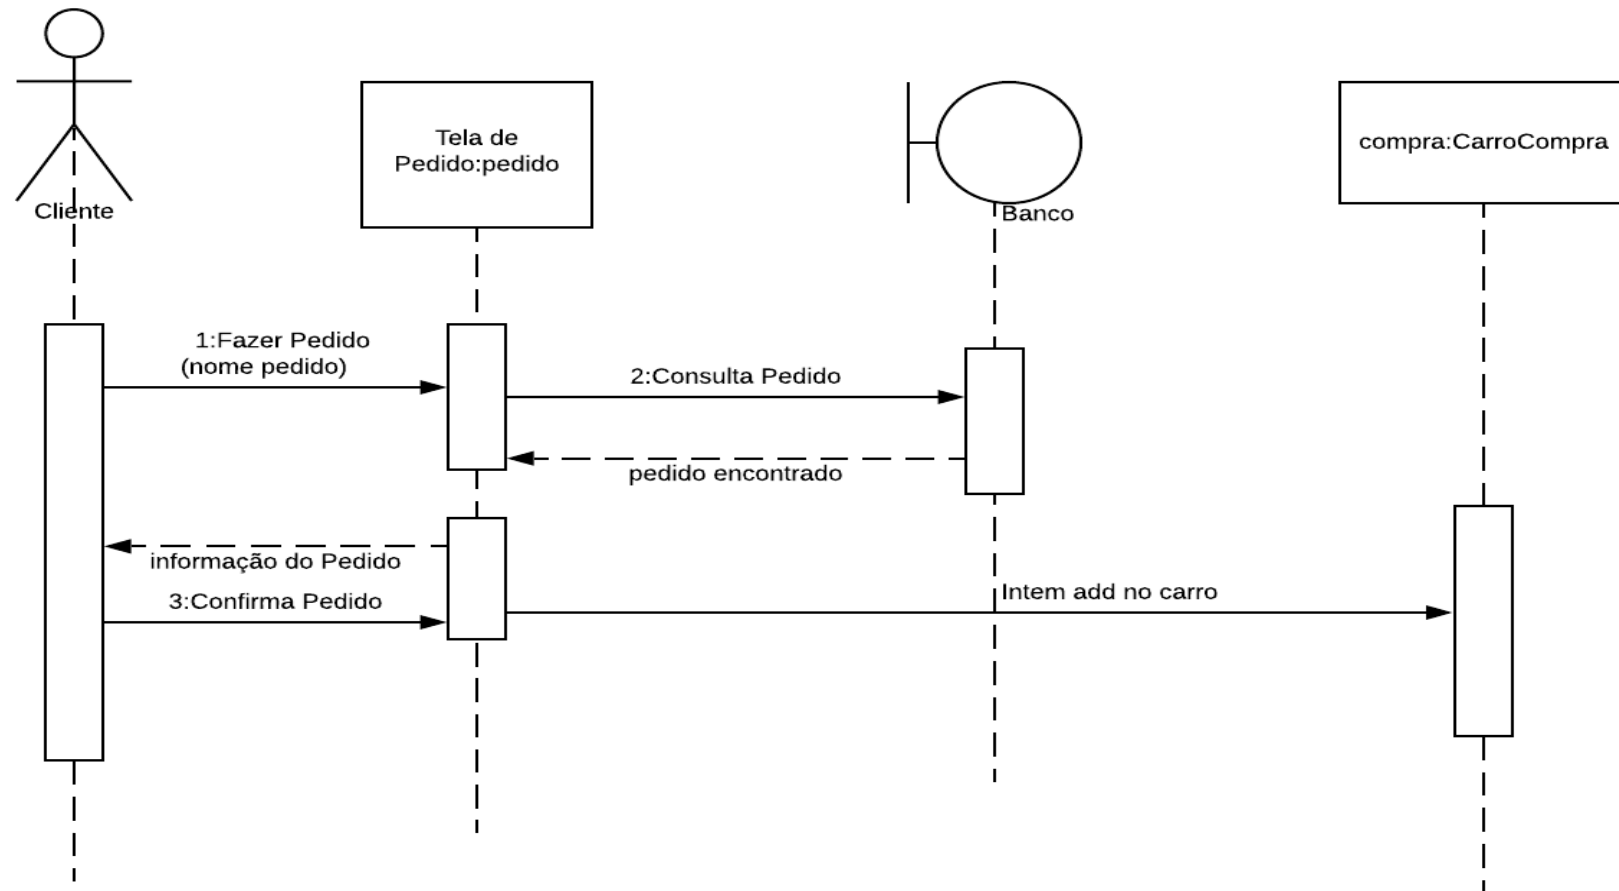 Cliente
Tela de
Pedido:pedido
Banco
compra:CarroCompra
1:Fazer Pedido
(nome pedido)
2:Consulta Pedido
pedido encontrado
informação do Pedido
3:Confirma Pedido
Intem add no carro